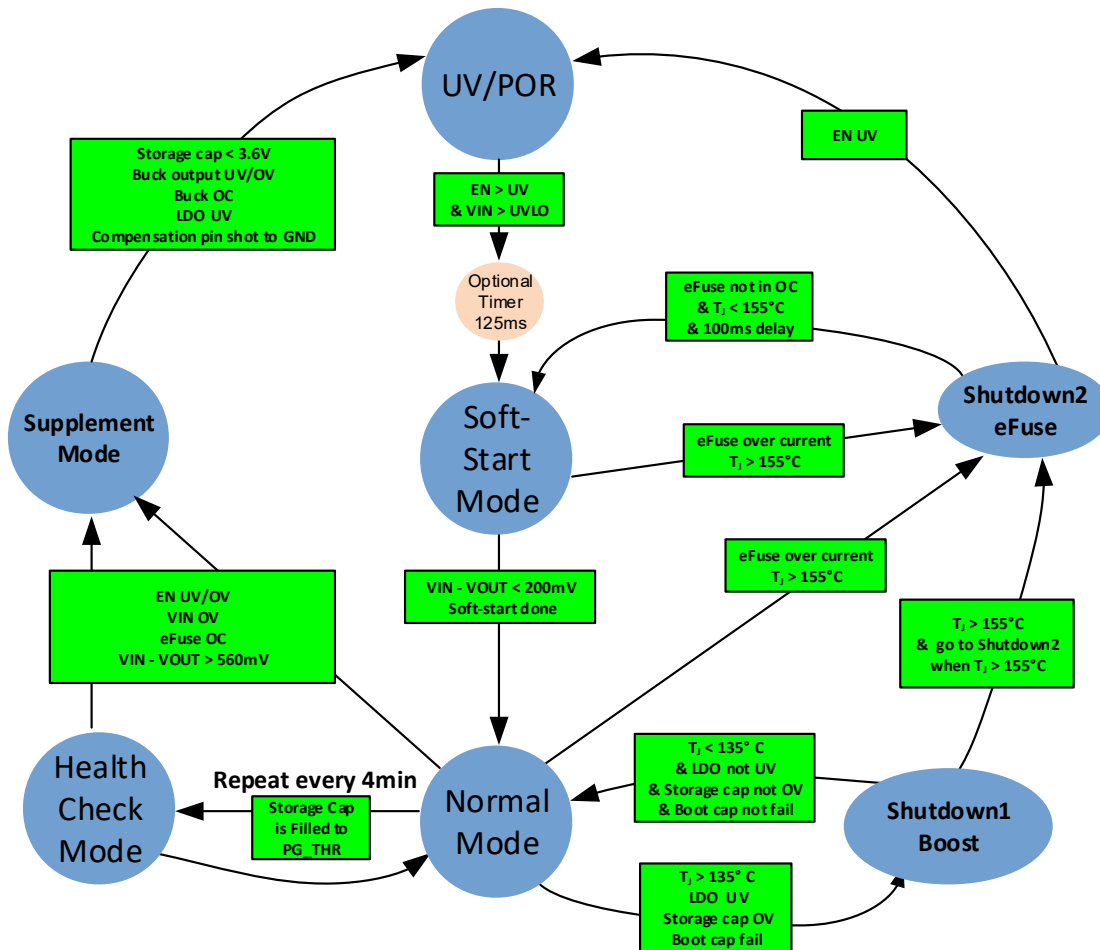 UV/POR
EN UV
Storage cap < 3.6V
Buck output UV/OV
Buck OC
LDO UV
Compensation pin shot to GND
EN > UV
& VIN > UVLO
Optional
Timer
125ms
eFuse not in OC
& TJ < 155°C
& 100ms delay
Shutdown2
eFuse
Supplement
Mode
Soft-
Start
Mode
eFuse over current
TJ > 155°C
eFuse over current
TJ > 155°C
VIN - VOUT < 200mV
Soft-start done
EN UV/OV
VIN OV
eFuse OC
VIN - VOUT > 560mV
TJ > 155°C
& go to Shutdown2
when TJ > 155°C
Health
Check
Mode
Repeat every 4min
Storage Cap
is Filled to
PG_THR
Normal
Mode
TJ < 135° C
& LDO not UV
& Storage cap not OV
& Boot cap not fail
Shutdown1
Boost
TJ > 135° C
LDO UV
Storage cap OV
Boot cap fail